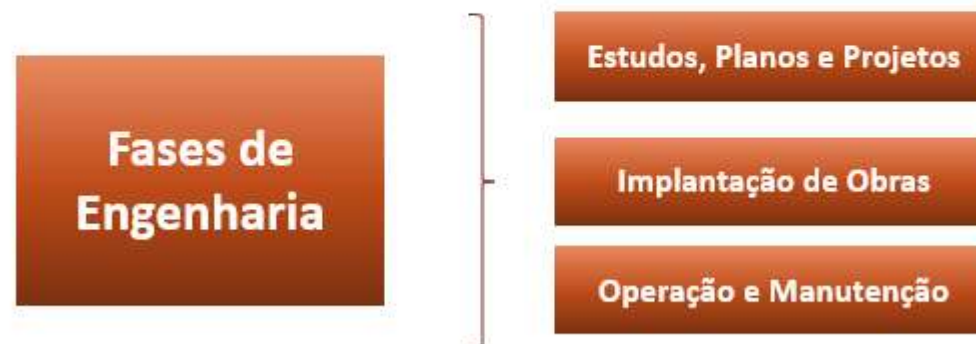 Fases de
Engenharia
Estudos, Planos e Projetos
Implantação de Obras
Operação e Manutenção